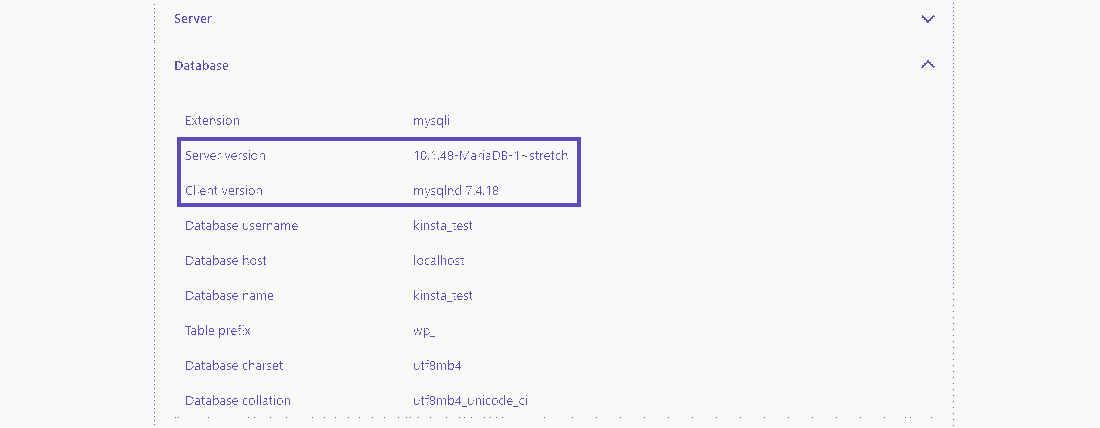 Server
Database
Extension mysqli
Server version 10.1.48-MariaDB-1~stretch
Client version mysqlnd 7.4.18
Database username kinsta_test
Database host localhost
Database name kinsta_test
Table prefix wp_
Database charset utf8mb4
Database collation utf8mb4_unicode_ci